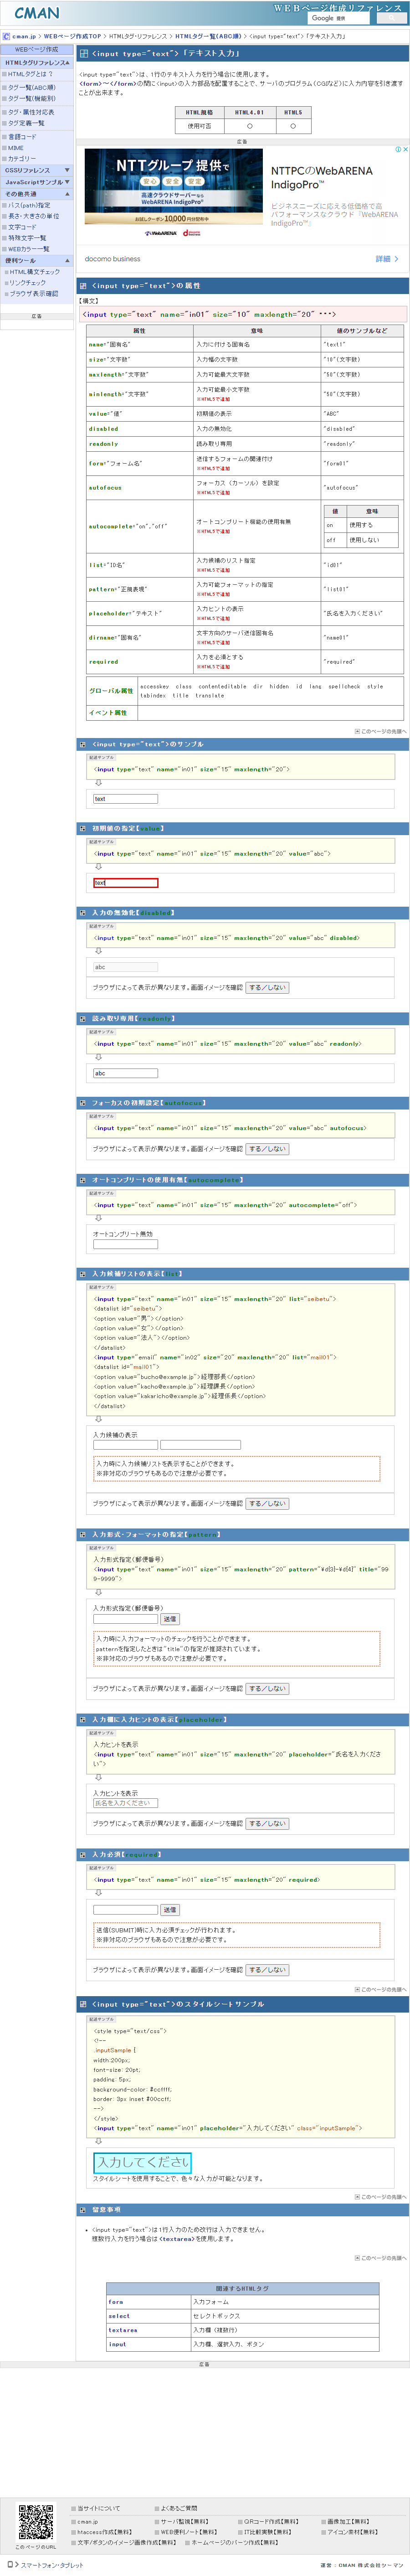 CMAN
WEBページ作成リファレンス
Google 提供
cman.jp > WEBページ作成TOP > HTMLタグ・リファレンス > HTMLタグ一覧(ABC順) > <input type="text">「テキスト入力」
WEBページ作成
HTMLタグリファレンス▲
HTMLタグとは？
タグ一覧(ABC順)
タグ一覧(機能別)
タグ・属性対応表
タグ定義一覧
言語コード
MIME
カテゴリー
CSSリファレンス ▼
JavaScriptサンプル▼
その他共通 ▲
パス(path)指定
長さ・大きさの単位
文字コード
特殊文字一覧
WEBカラー一覧
便利ツール ▲
HTML構文チェック
リンクチェック
ブラウザ表示確認
広告
<input type="text">「テキスト入力」
<input type="text">は、1行のテキスト入力を行う場合に使用します。
<form>～</form>の間に<input>の入力部品を配置することで、サーバープログラム(CGIなど)に入力内容を引き渡す
ことが出来ます。
HTML規格 HTML4.01 HTML5
使用可否 ○ ○
広告
NTTグループ 提供で
安心 安全 安定
高速クラウドサーバー
初期費用無料
お試しクーポン10,000円分配布中
WebARENA döcomo business
NTTPCのWebARENA
IndigoPro™
ビジネスニーズに応える低価格で高
パフォーマンスなクラウド「WebARENA
IndigoPro™」
docomo business
詳細 >
<input type="text">の属性
【構文】
<input type="text" name="in01" size="10" maxlength="20" ･･･>
属性 意味 値のサンプルなど
name="固有名" 入力に行ける固有名 "text1"
size="文字数" 入力幅の文字数 "10"(文字数)
maxlength="文字数" 入力可能最大文字数 "50"(文字数)
minlength="文字数" 入力可能最小文字数 "50"(文字数)
※HTML5で追加
value="値" 初期値の表示 "ABC"
disabled 入力の無効化 "disabled"
readonly 読み取り専用 "readonly"
form="フォーム名" 送信するフォームの関連付け "form01"
※HTML5で追加
autofocus フォーカス（カーソル）を設定 "autofocus"
※HTML5で追加
autocomplete="on","off" オートコンプリート機能の使用有無
※HTML5で追加
値 意味
on 使用する
off 使用しない
list="ID名" 入力候補のリスト指定 "id01"
※HTML5で追加
pattern="正規表現" 入力可能フォーマットの指定 "list01"
※HTML5で追加
placeholder="テキスト" 入力ヒントの表示 "氏名を入力ください"
※HTML5で追加
dirname="固有名" 文字方向のサーバ送信固有名 "name01"
※HTML5で追加
required 入力を必須とする "required"
※HTML5で追加
グローバル属性 accesskey class contenteditable dir hidden id lang spellcheck style
tabindex title translate
イベント属性
このページの先頭へ
<input type="text">のサンプル
記述サンプル
<input type="text" name="in01" size="15" maxlength="20">
text
初期値の指定【value】
記述サンプル
<input type="text" name="in01" size="15" maxlength="20" value="abc">
text
入力の無効化【disabled】
記述サンプル
<input type="text" name="in01" size="15" maxlength="20" value="abc" disabled>
abc
ブラウザによって表示が異なります。画面イメージを確認 する／しない
読み取り専用【readonly】
記述サンプル
<input type="text" name="in01" size="15" maxlength="20" value="abc" readonly>
abc
フォーカスの初期設定【autofocus】
記述サンプル
<input type="text" name="in01" size="15" maxlength="20" value="abc" autofocus>
ブラウザによって表示が異なります。画面イメージを確認 する／しない
オートコンプリートの使用有無【autocomplete】
記述サンプル
<input type="text" name="in01" size="15" maxlength="20" autocomplete="off">
オートコンプリート無効
入力候補リストの表示【list】
記述サンプル
<input type="text" name="in01" size="15" maxlength="20" list="seibetu">
<datalist id="seibetu">
<option value="男"></option>
<option value="女"></option>
<option value="法人"></option>
</datalist>
<input type="email" name="in02" size="20" maxlength="20" list="mail01">
<datalist id="mail01">
<option value="bucho@example.jp">経理部長</option>
<option value="kacho@example.jp">経理課長</option>
<option value="kakaricho@example.jp">経理係長</option>
</datalist>
入力候補の表示
入力時に入力候補リストを表示することができます。
※非対応のブラウザもあるので注意が必要です。
ブラウザによって表示が異なります。画面イメージを確認 する／しない
入力形式・フォーマットの指定【pattern】
記述サンプル
入力形式指定(郵便番号)
<input type="text" name="in01" size="15" maxlength="20" pattern="¥d{3}-¥d{4}" title="99
9-9999">
入力形式指定(郵便番号)
送信
入力時に入力フォーマットのチェックを行うことができます。
patternを指定したときは"title"の指定が推奨されています。
※非対応のブラウザもあるので注意が必要です。
ブラウザによって表示が異なります。画面イメージを確認 する／しない
入力欄に入力ヒントの表示【placeholder】
記述サンプル
入力ヒントを表示
<input type="text" name="in01" size="15" maxlength="20" placeholder="氏名を入力くださ
い">
入力ヒントを表示
氏名を入力ください
ブラウザによって表示が異なります。画面イメージを確認 する／しない
入力必須【required】
記述サンプル
<input type="text" name="in01" size="15" maxlength="20" required>
送信
送信(SUBMIT)時に入力必須チェックが行われます。
※非対応のブラウザもあるので注意が必要です。
ブラウザによって表示が異なります。画面イメージを確認 する／しない
このページの先頭へ
<input type="text">のスタイルシートサンプル
記述サンプル
<style type="text/css">
<!--
.inputSample {
width:200px;
font-size: 20pt;
padding: 5px;
background-color: #ccffff;
border: 3px inset #00ccff;
-->
</style>
<input type="text" name="in01" placeholder="入力してください" class="inputSample">
入力してください
スタイルシートを使用することで、色々な入力が可能となります。
このページの先頭へ
留意事項
<input type="text">は1行入力のため改行は入力できません。
複数行入力を行う場合は<textarea>を使用します。
このページの先頭へ
関連するHTMLタグ
form 入力フォーム
select セレクトボックス
textarea 入力欄（複数行）
input 入力欄、選択入力、ボタン
広告
このページのURL
当サイトについて よくあるご質問
cman.jp サーバ監視【無料】 QRコード作成【無料】 画像加工【無料】
htaccess作成【無料】 WEB便利ノート【無料】 IT比較実験【無料】 アイコン素材【無料】
文字/ボタンのイメージ画像作成【無料】 ホームページのパーツ作成【無料】
スマートフォン・タブレット
運営：CMAN 株式会社シーマン